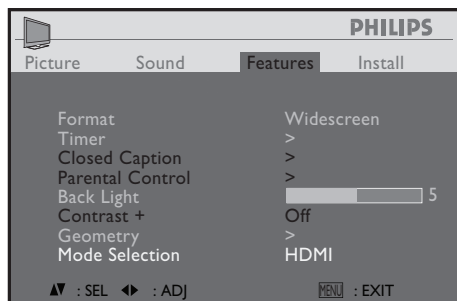 PHILIPS
Picture Sound Features Install
Format Widescreen
Timer >
Closed Caption >
Parental Control >
Back Light 5
Contrast + Off
Geometry >
Mode Selection HDMI
: SEL : ADJ MENU : EXIT